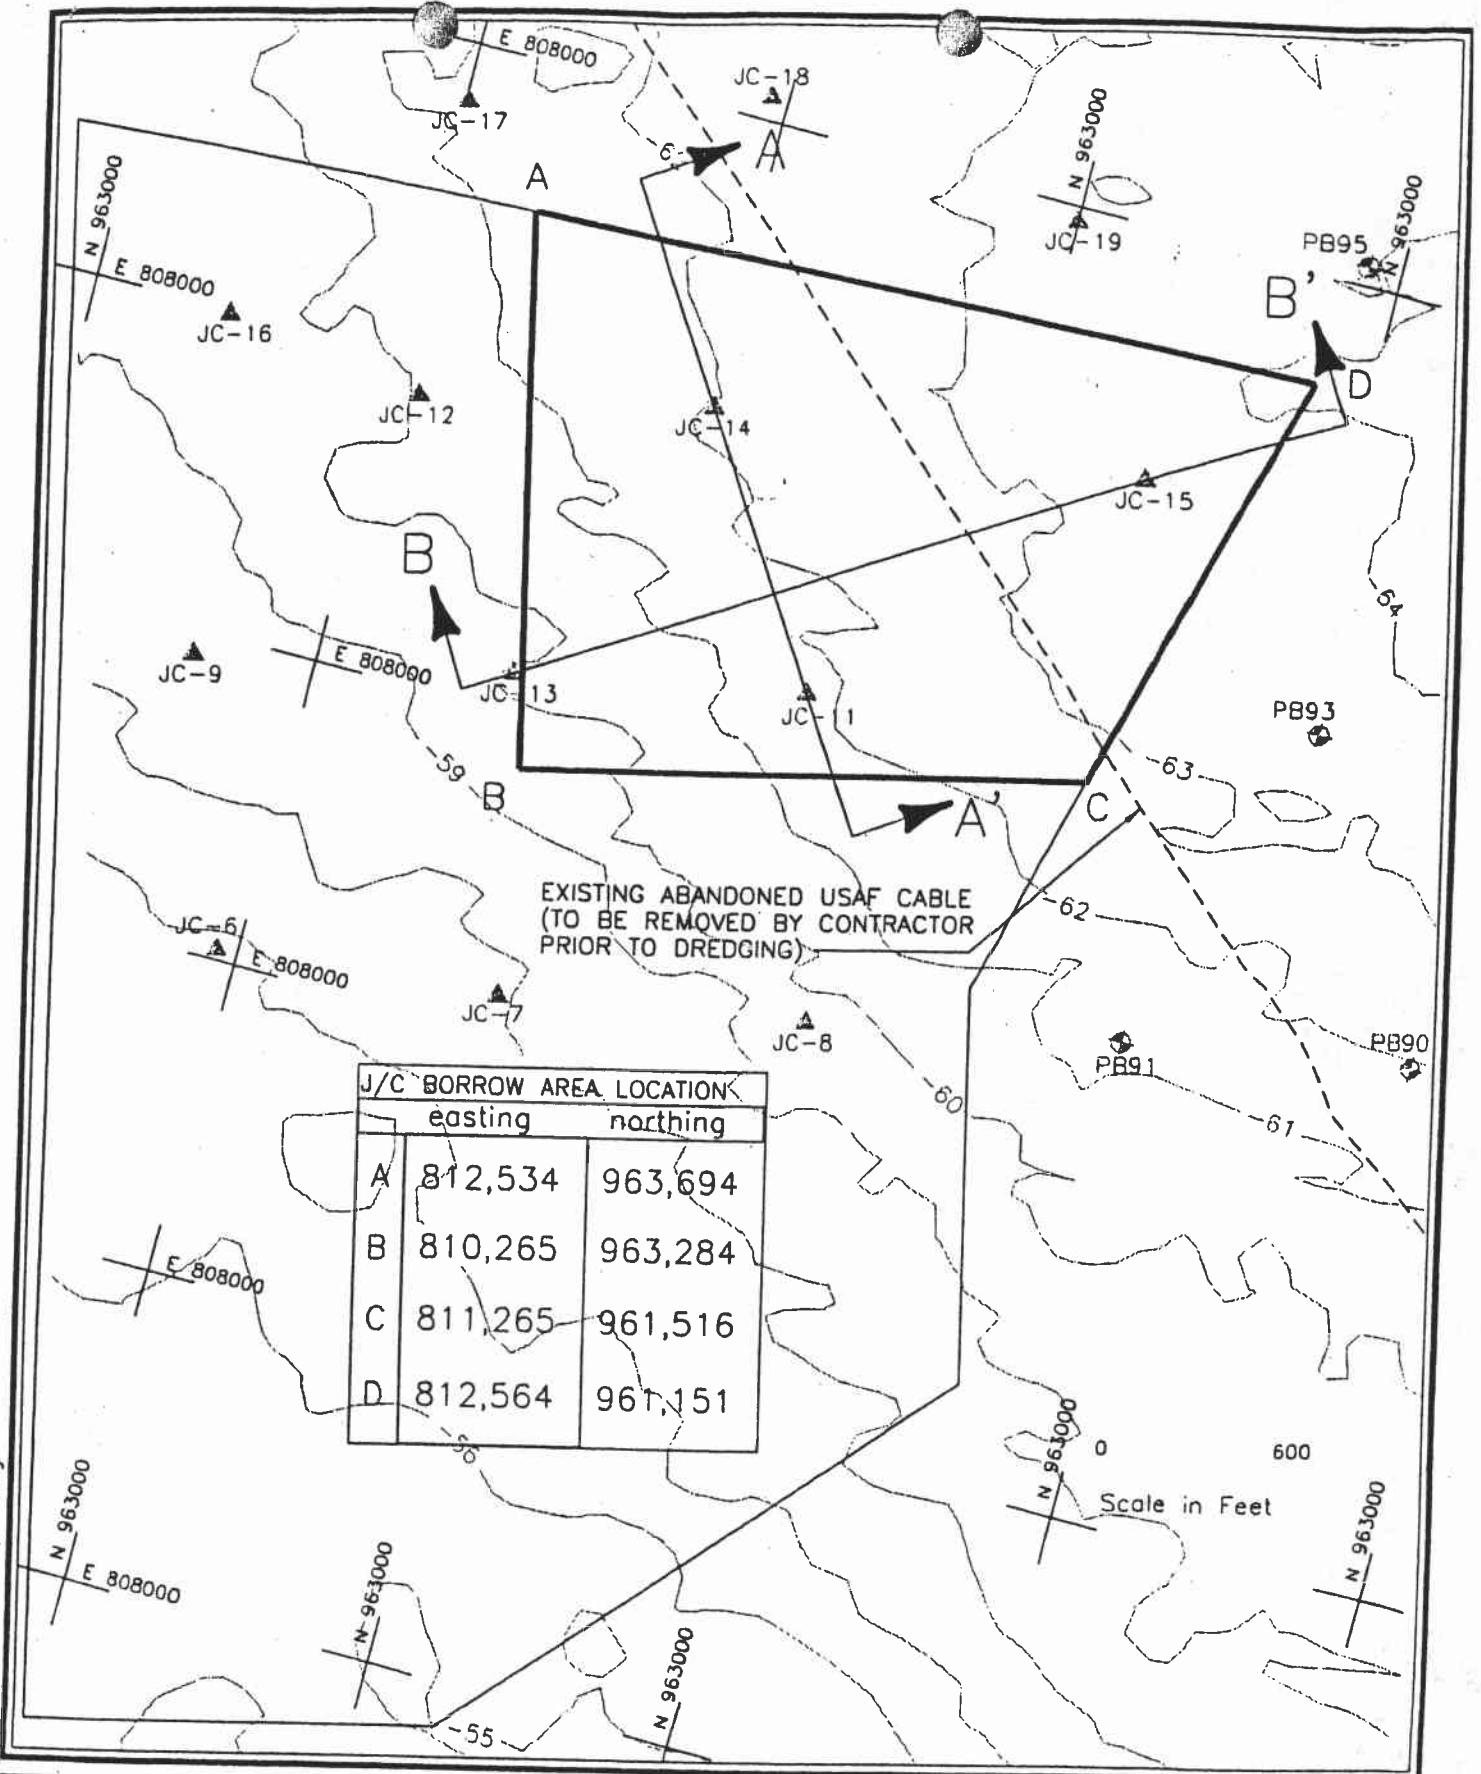 E 808000
JC-18
JC-17
N 963000
A
A
6
JC-19
N 963000
PB95
N 963000
E 808000
B'
JC-16
D
JC-12
JC-14
JC-15
B
64
JC-9
E 808000
JC-13
JC-11
PB93
-59
-63
B
A'
C
EXISTING ABANDONED USAF CABLE
(TO BE REMOVED BY CONTRACTOR
PRIOR TO DREDGING)
-62
JC-6
E 808000
JC-7
JC-8
PB91
PB90
-60
-61
J/C BORROW AREA LOCATION
easting northing
A 812,534 963,694
B 810,265 963,284
C 811,265 961,516
D 812,564 961,151
E 808000
-56
N 963000
0 600
Scale in Feet
N 963000
N 963000
E 808000
N 963000
N 963000
-55